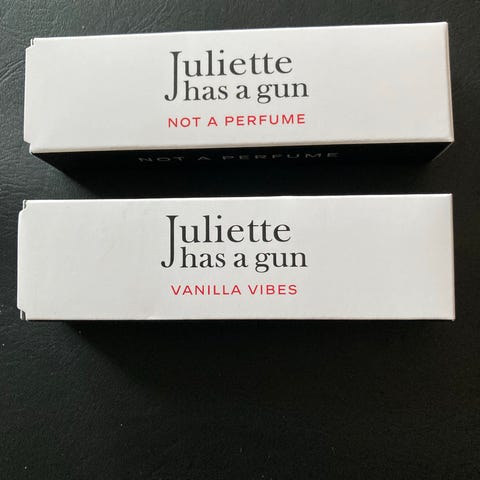 Juliette
has a gun
NOT A PERFUME
NOT A PERFUME
Juliette
has a gun
VANILLA VIBES